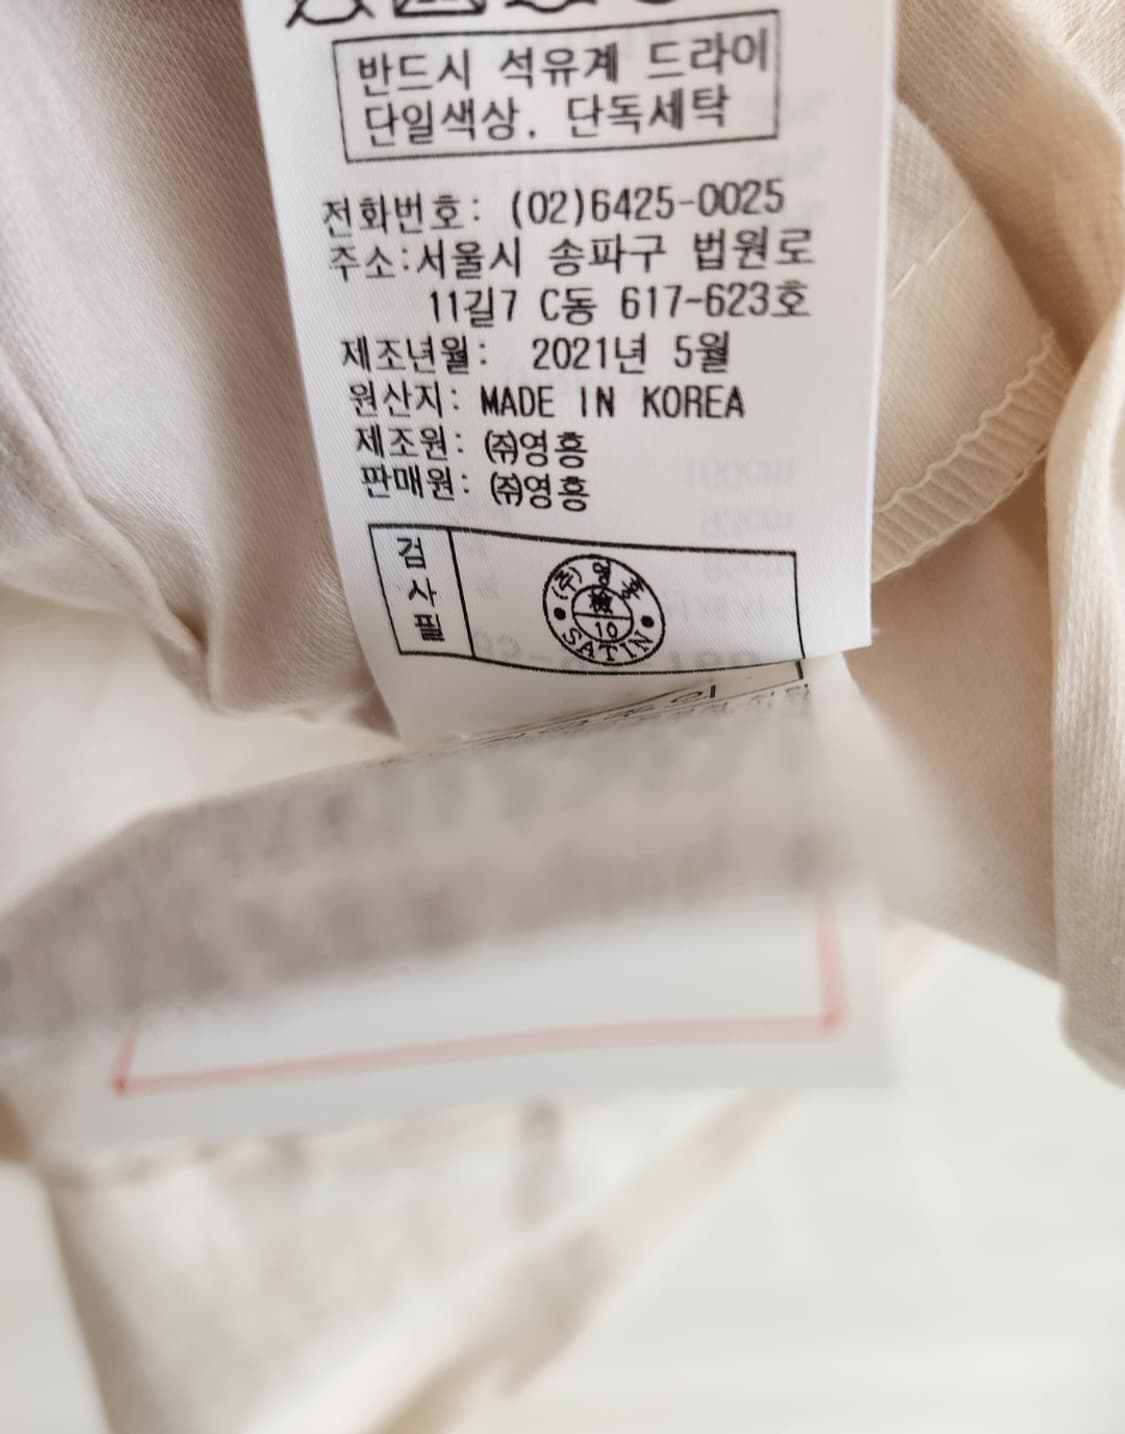 반드시 석유계 드라이
단일색상. 단독세탁
전화번호: (02)6425-0025
주소:서울시 송파구 법원로
11길7 C동 617-623호
제조년월: 2021년 5월
원산지: MADE IN KOREA
제조원: ㈜영흥
판매원: ㈜영흥
검사필
(주)영흥
檢
10
SATIN